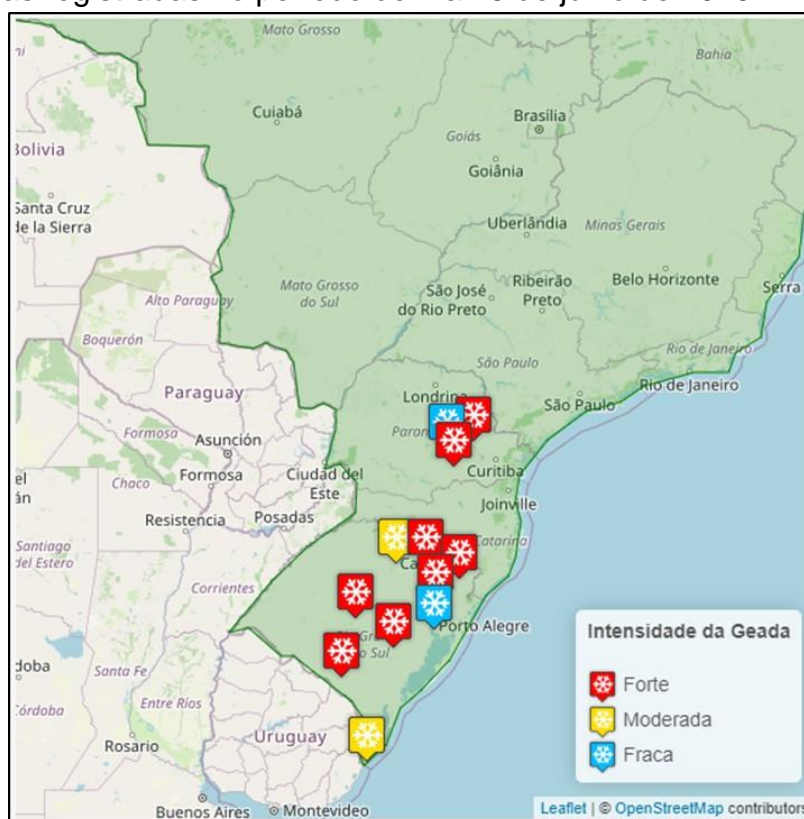 Mato Grosso
Bahia
Cuiabá
Brasília
Bolivia
Goiás
Goiânia
Santa Cruz
de la Sierra
Uberlândia
Minas Gerais
Mato Grosso
do Sul
Belo Horizonte
Serra
Alto Paraguay
São José
do Rio Preto
Ribeirão
Preto
Boquerón
São Paulo
Rio de Janeiro
Paraguay
Londrina
Rio de Janeiro
São Paulo
Formosa
Asunción
Curitiba
Chaco
Formosa
Ciudad del
Este
Joinville
Resistencia
Posadas
Santiago
del Estero
Catarina
Corrientes
Porto Alegre
do Sul
Santa Fe
Córdoba
Entre Ríos
Rosario
Uruguay
Buenos Aires
Montevideo
Intensidade da Geada
Forte
Moderada
Fraca
Leaflet | © OpenStreetMap contributors